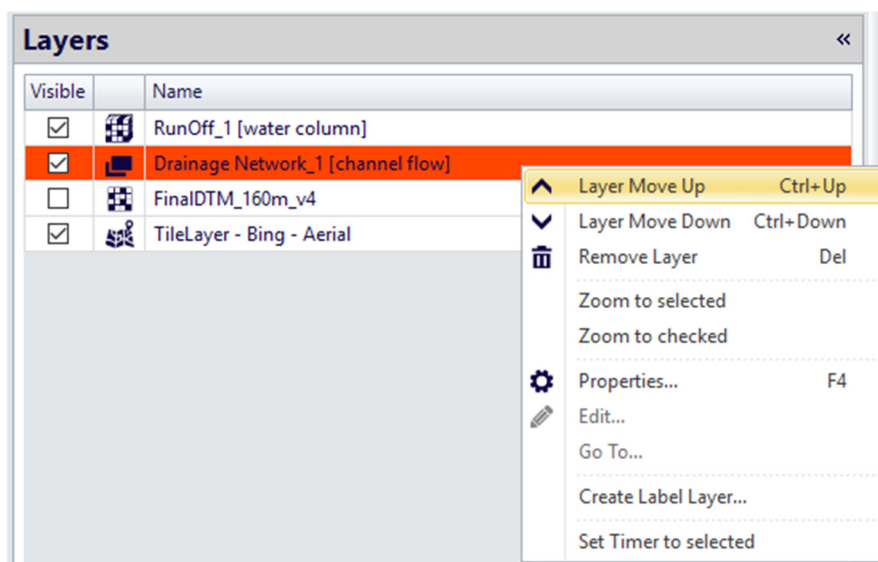 Layers «
Visible Name
RunOff_1 [water column]
Drainage Network_1 [channel flow]
FinalDTM_160m_v4
TileLayer - Bing - Aerial
Layer Move Up Ctrl+Up
Layer Move Down Ctrl+Down
Remove Layer Del
Zoom to selected
Zoom to checked
Properties... F4
Edit...
Go To...
Create Label Layer...
Set Timer to selected